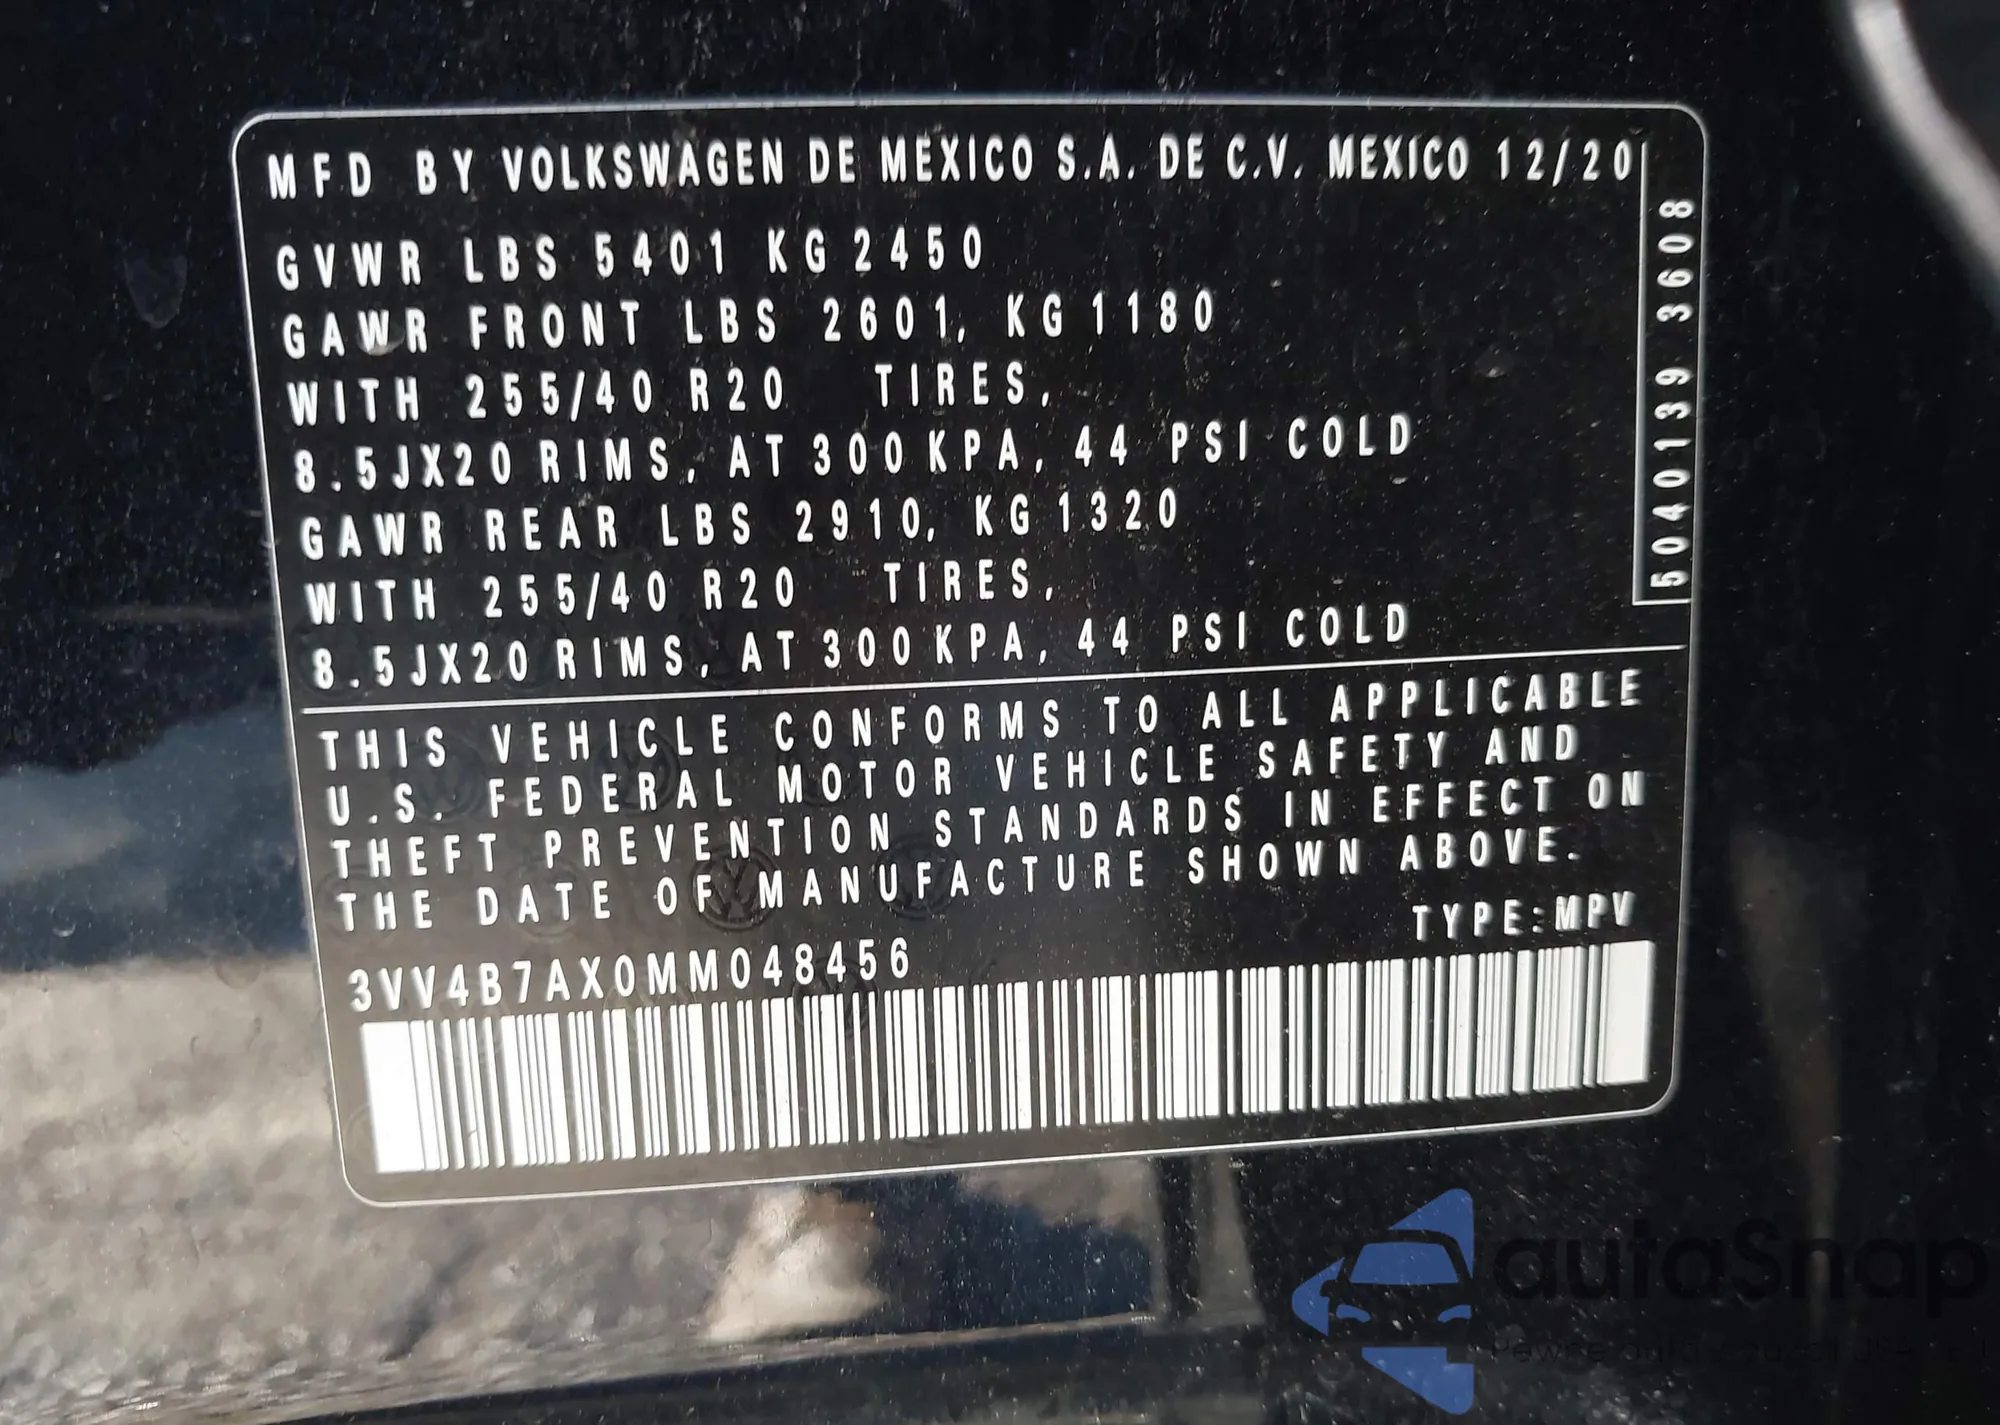 MFD BY VOLKSWAGEN DE MEXICO S.A. DE C.V. MEXICO 12/20
GVWR LBS 5401 KG 2450
GAWR FRONT LBS 2601, KG 1180
WITH 255/40 R20 TIRES,
8.5JX20 RIMS, AT 300 KPA, 44 PSI COLD
GAWR REAR LBS 2910, KG 1320
WITH 255/40 R20 TIRES,
8.5JX20 RIMS, AT 300 KPA, 44 PSI COLD
5040139 3608
THIS VEHICLE CONFORMS TO ALL APPLICABLE
U.S. FEDERAL MOTOR VEHICLE SAFETY AND
THEFT PREVENTION STANDARDS IN EFFECT ON
THE DATE OF MANUFACTURE SHOWN ABOVE.
TYPE:MPV
3VV4B7AX0MM048456
autaSnap